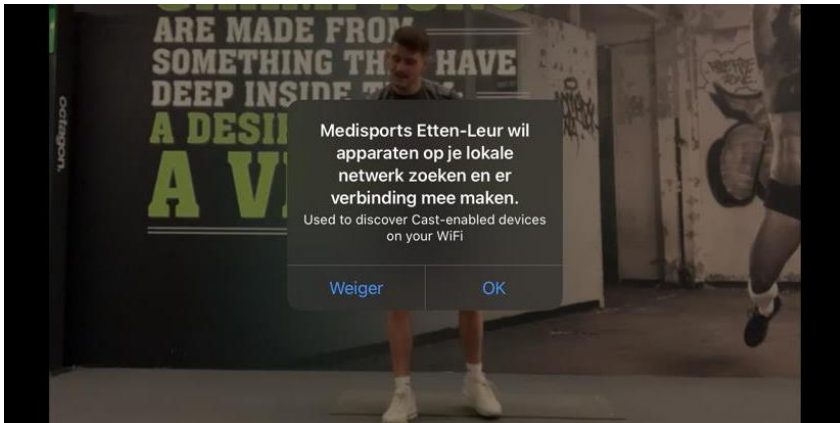 ARE MADE FROM
SOMETHING TH HAVE
DEEP INSIDE
A
A V
octagon.
Medisports Etten-Leur wil
apparaten op je lokale
netwerk zoeken en er
verbinding mee maken.
Used to discover Cast-enabled devices
on your WiFi
Weiger
OK